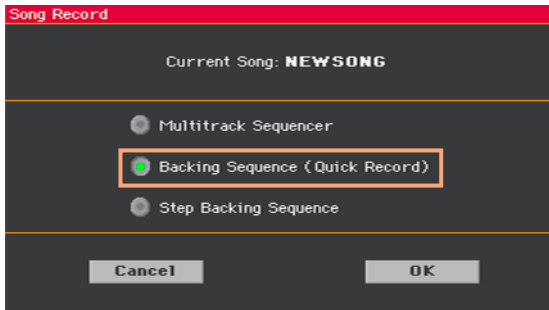 Song Record
Current Song: NEWSONG
Multitrack Sequencer
Backing Sequence (Quick Record)
Step Backing Sequence
Cancel OK